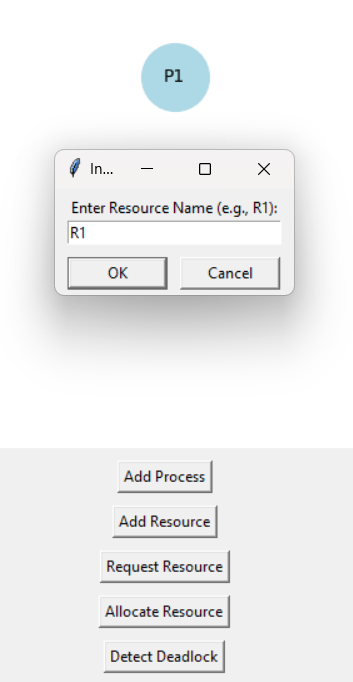 P1
In...
Enter Resource Name (e.g., R1):
R1
OK Cancel
Add Process
Add Resource
Request Resource
Allocate Resource
Detect Deadlock